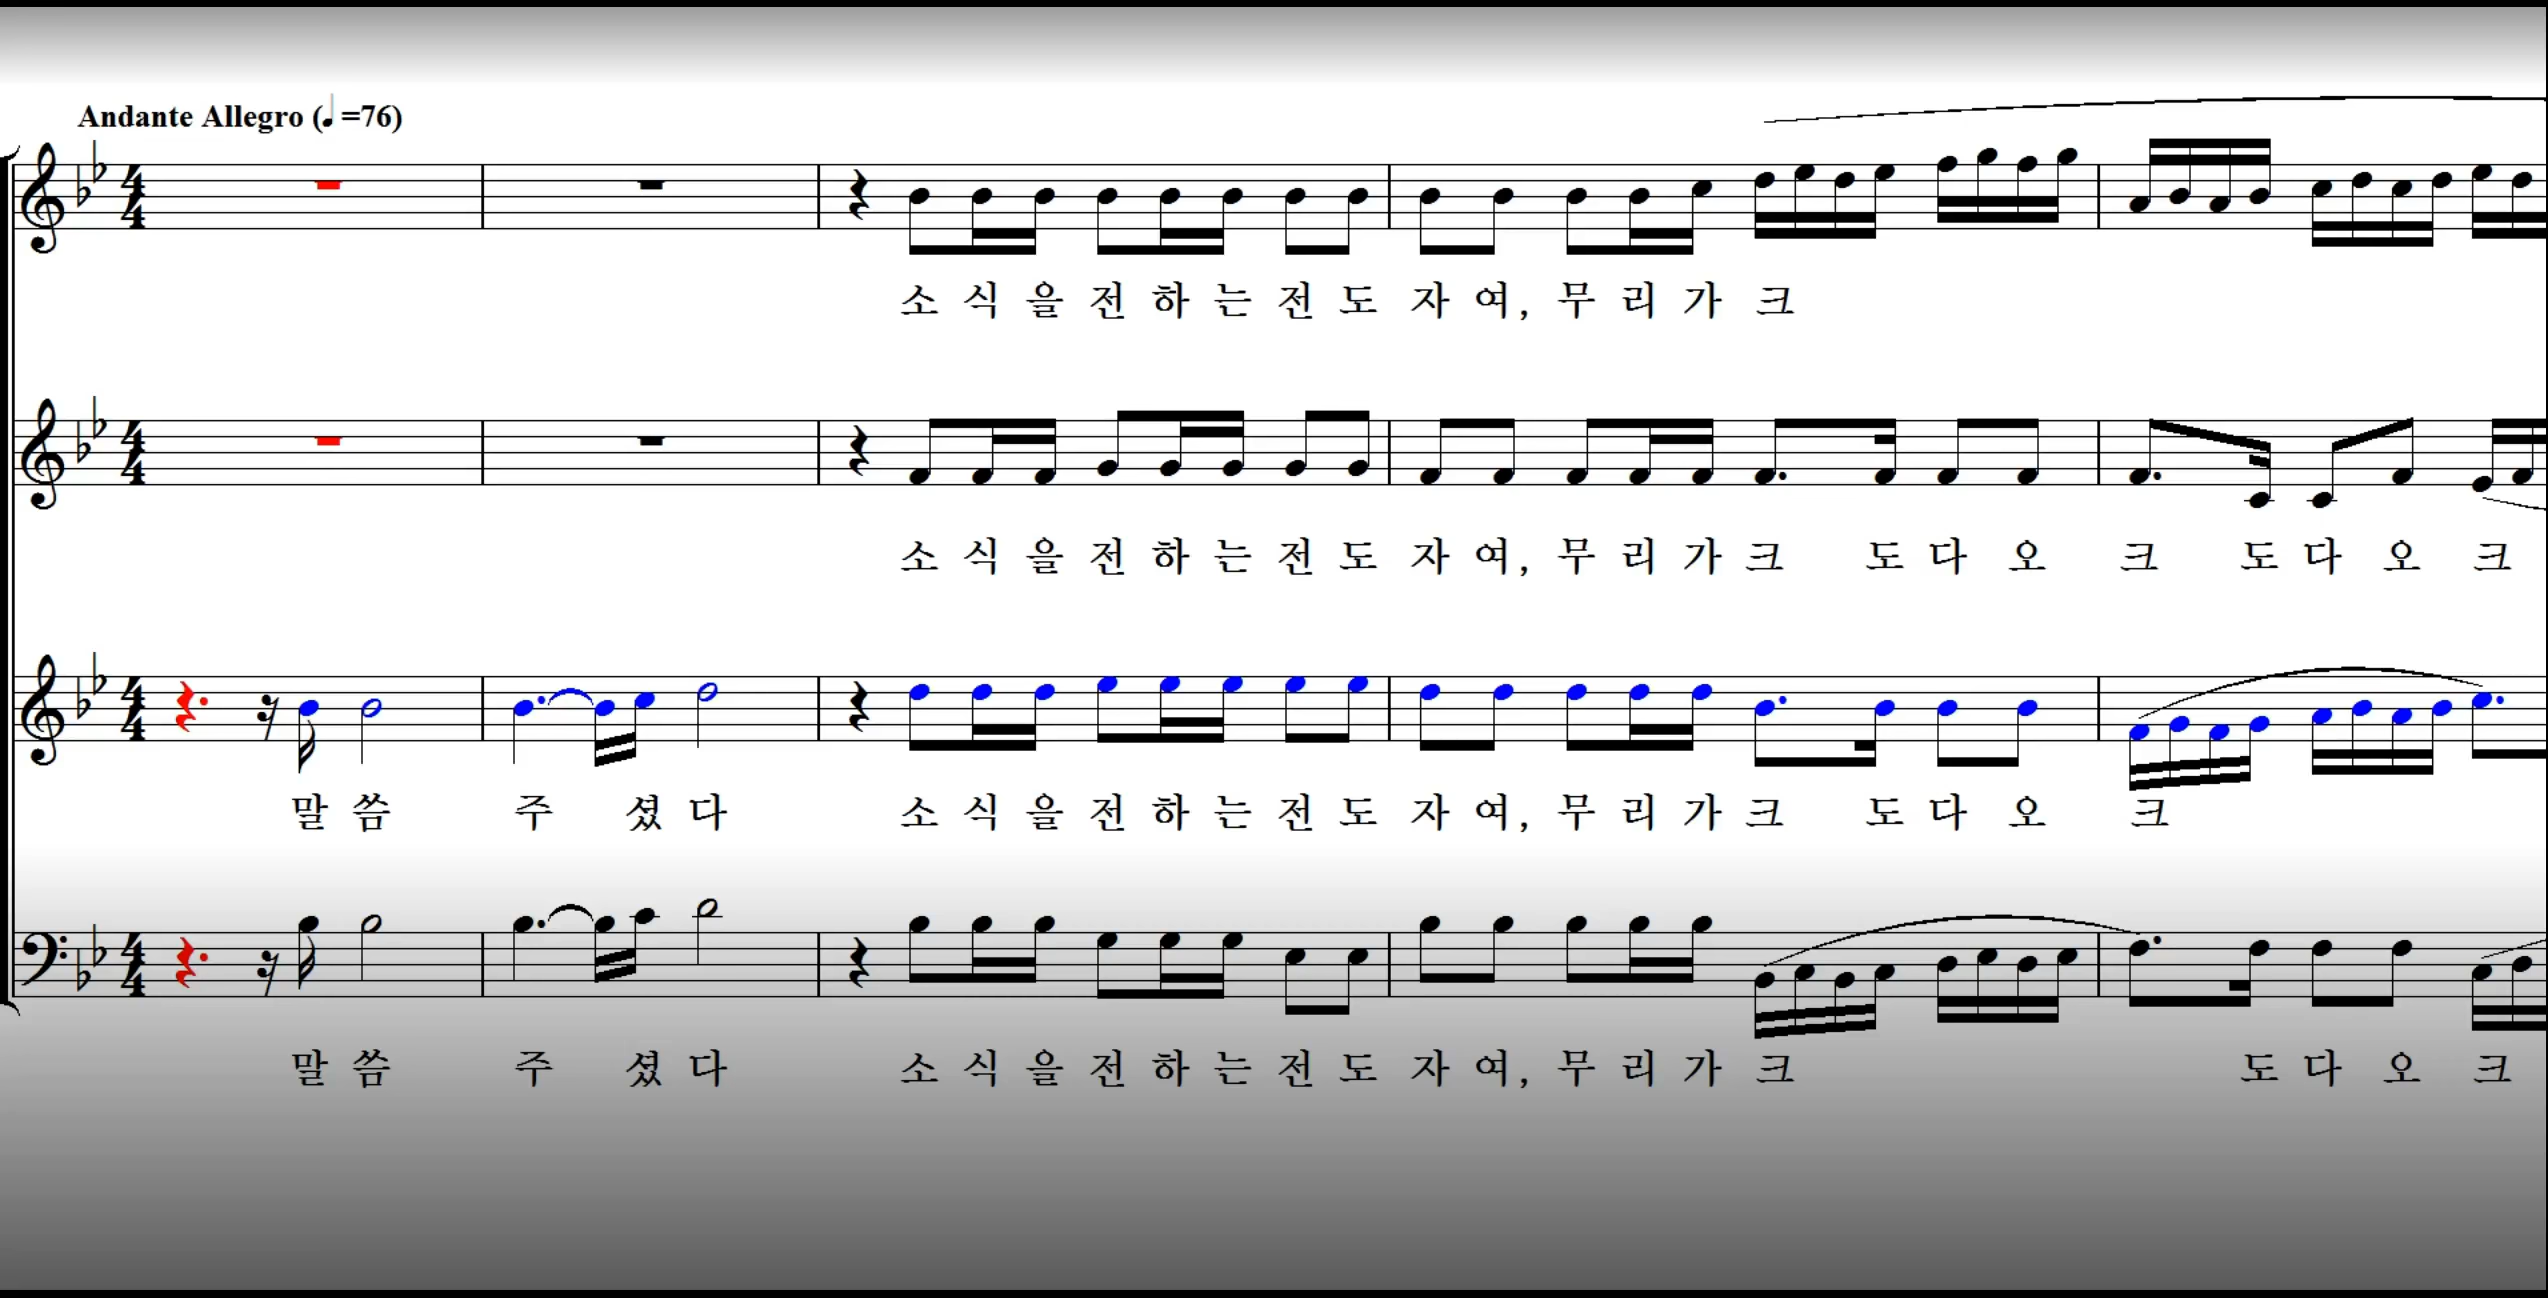 Andante Allegro (♩=76)
소 식 을 전 하 는 전 도 자 여, 무 리 가 크
소 식 을 전 하 는 전 도 자 여, 무 리 가 크 도 다 오 크 도 다 오 크
말 씀 주 셨 다 소 식 을 전 하 는 전 도 자 여, 무 리 가 크 도 다 오 크
말 씀 주 셨 다 소 식 을 전 하 는 전 도 자 여, 무 리 가 크 도 다 오 크